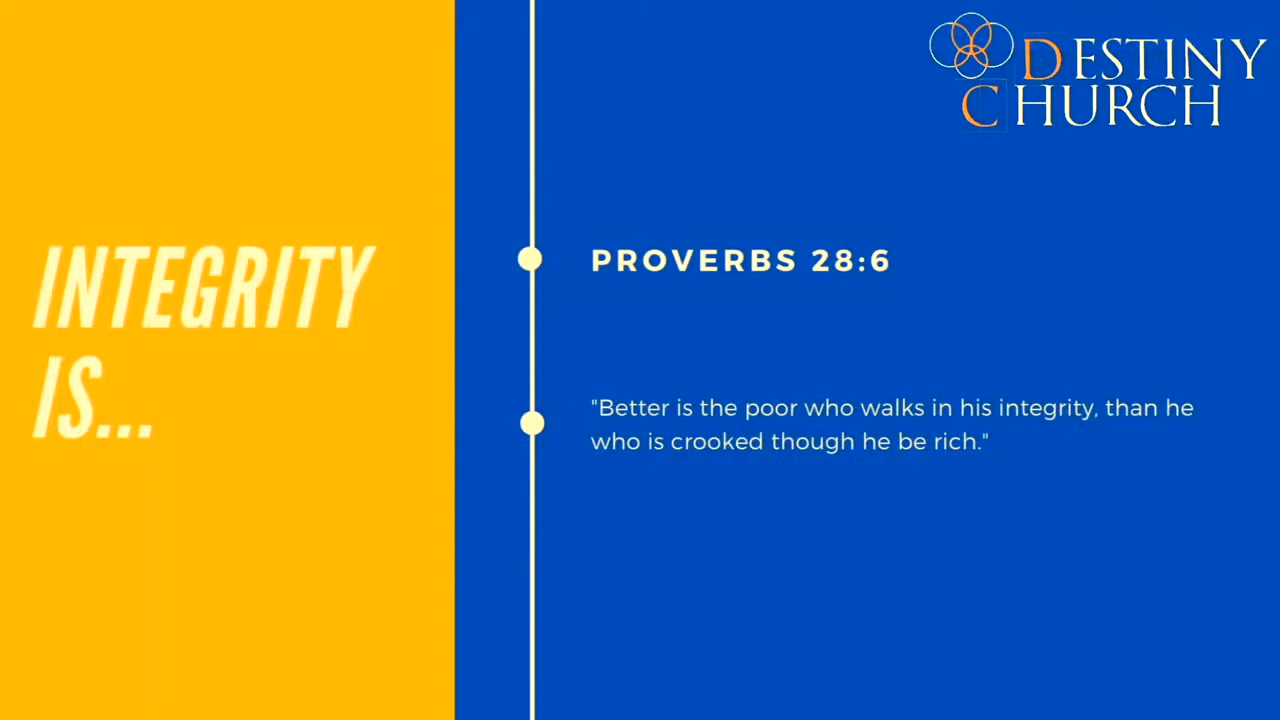 DESTINY
CHURCH
INTEGRITY
IS...
PROVERBS 28:6
"Better is the poor who walks in his integrity, than he
who is crooked though he be rich."